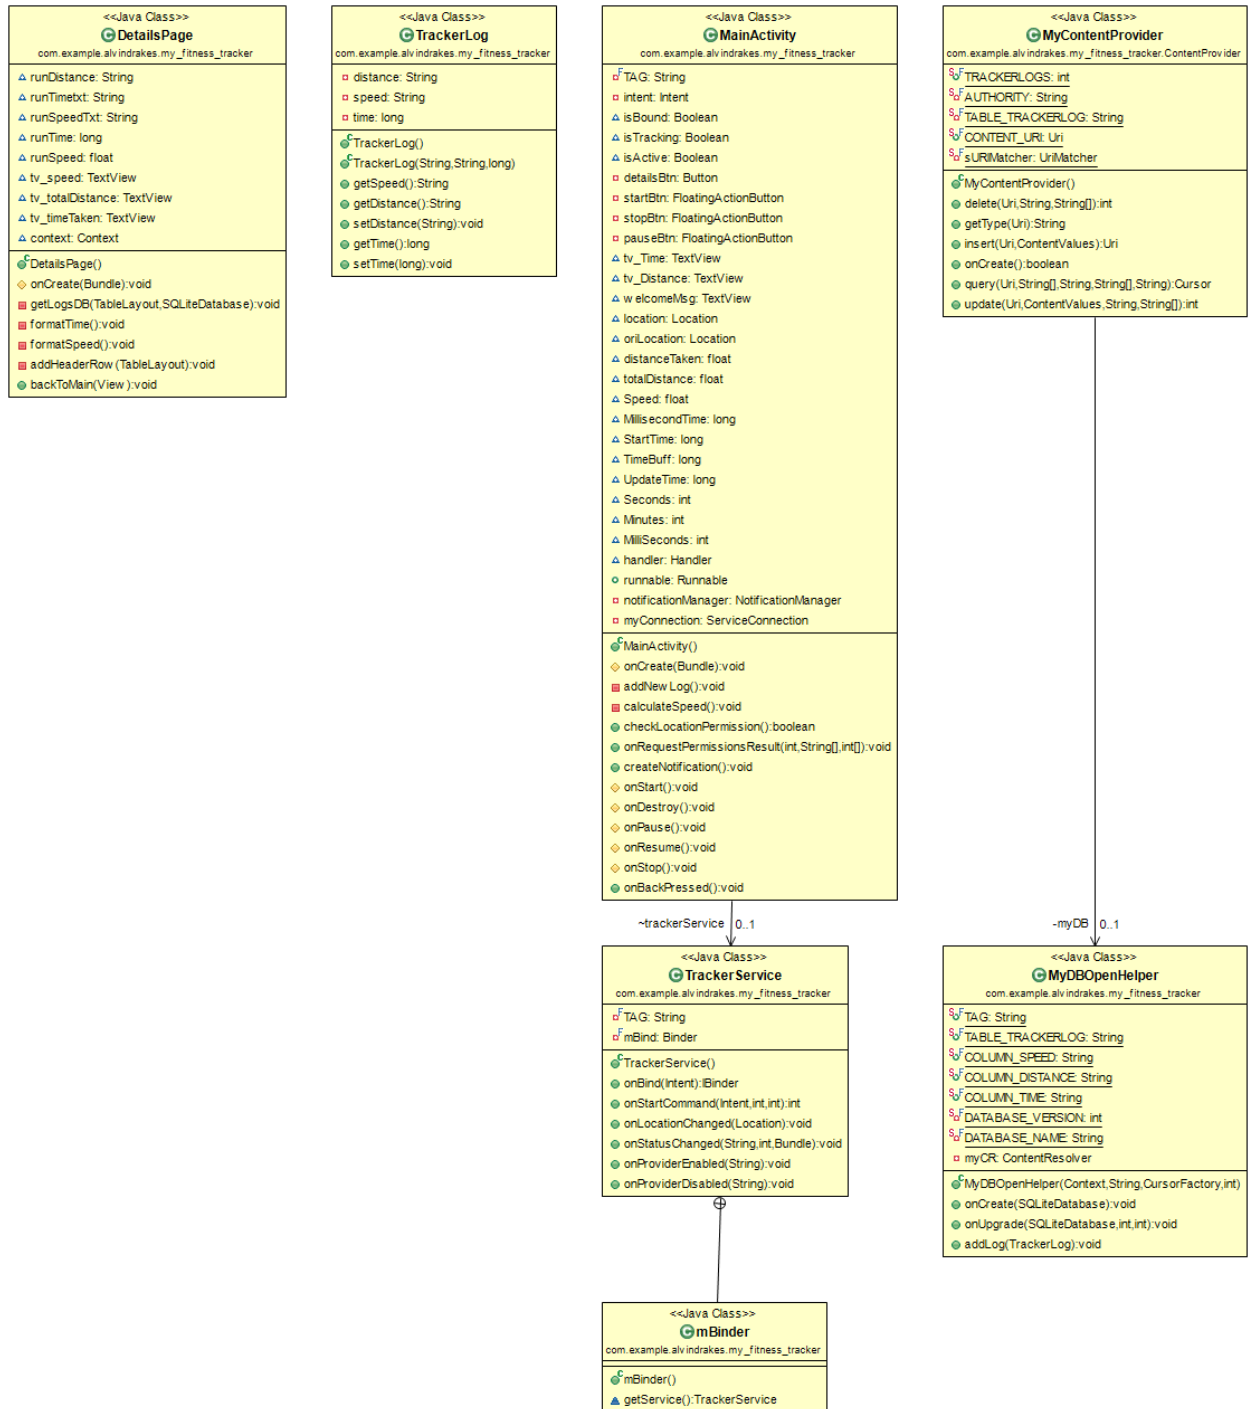 <<Java Class>>
DetailsPage
com.example.alvindrakes.my_fitness_tracker
runDistance: String
runTimetxt: String
runSpeedTxt: String
runTime: long
runSpeed: float
tv_speed: TextView
tv_totalDistance: TextView
tv_timeTaken: TextView
context: Context
DetailsPage()
onCreate(Bundle):void
getLogsDB(TableLayout,SQLiteDatabase):void
formatTime():void
formatSpeed():void
addHeaderRow(TableLayout):void
backToMain(View):void
<<Java Class>>
TrackerLog
com.example.alvindrakes.my_fitness_tracker
distance: String
speed: String
time: long
TrackerLog()
TrackerLog(String,String,long)
getSpeed():String
getDistance():String
setDistance(String):void
getTime():long
setTime(long):void
<<Java Class>>
MainActivity
com.example.alvindrakes.my_fitness_tracker
TAG: String
intent: Intent
isBound: Boolean
isTracking: Boolean
isActive: Boolean
detailsBtn: Button
startBtn: FloatingActionButton
stopBtn: FloatingActionButton
pauseBtn: FloatingActionButton
tv_Time: TextView
tv_Distance: TextView
welcomeMsg: TextView
location: Location
oriLocation: Location
distanceTaken: float
totalDistance: float
Speed: float
MillisecondTime: long
StartTime: long
TimeBuff: long
UpdateTime: long
Seconds: int
Minutes: int
MilliSeconds: int
handler: Handler
runnable: Runnable
notificationManager: NotificationManager
myConnection: ServiceConnection
MainActivity()
onCreate(Bundle):void
addNewLog():void
calculateSpeed():void
checkLocationPermission():boolean
onRequestPermissionsResult(int,String[],int[]):void
createNotification():void
onStart():void
onDestroy():void
onPause():void
onResume():void
onStop():void
onBackPressed():void
~trackerService 0..1
<<Java Class>>
TrackerService
com.example.alvindrakes.my_fitness_tracker
TAG: String
mBind: Binder
TrackerService()
onBind(Intent):IBinder
onStartCommand(Intent,int,int):int
onLocationChanged(Location):void
onStatusChanged(String,int,Bundle):void
onProviderEnabled(String):void
onProviderDisabled(String):void
<<Java Class>>
mBinder
com.example.alvindrakes.my_fitness_tracker
mBinder()
getService():TrackerService
<<Java Class>>
MyContentProvider
com.example.alvindrakes.my_fitness_tracker.ContentProvider
TRACKERLOGS: int
AUTHORITY: String
TABLE_TRACKERLOG: String
CONTENT_URI: Uri
sURIMatcher: UriMatcher
MyContentProvider()
delete(Uri,String,String[]):int
getType(Uri):String
insert(Uri,ContentValues):Uri
onCreate():boolean
query(Uri,String[],String,String[],String):Cursor
update(Uri,ContentValues,String,String[]):int
-myDB 0..1
<<Java Class>>
MyDBOpenHelper
com.example.alvindrakes.my_fitness_tracker
TAG: String
TABLE_TRACKERLOG: String
COLUMN_SPEED: String
COLUMN_DISTANCE: String
COLUMN_TIME: String
DATABASE_VERSION: int
DATABASE_NAME: String
myCR: ContentResolver
MyDBOpenHelper(Context,String,CursorFactory,int)
onCreate(SQLiteDatabase):void
onUpgrade(SQLiteDatabase,int,int):void
addLog(TrackerLog):void